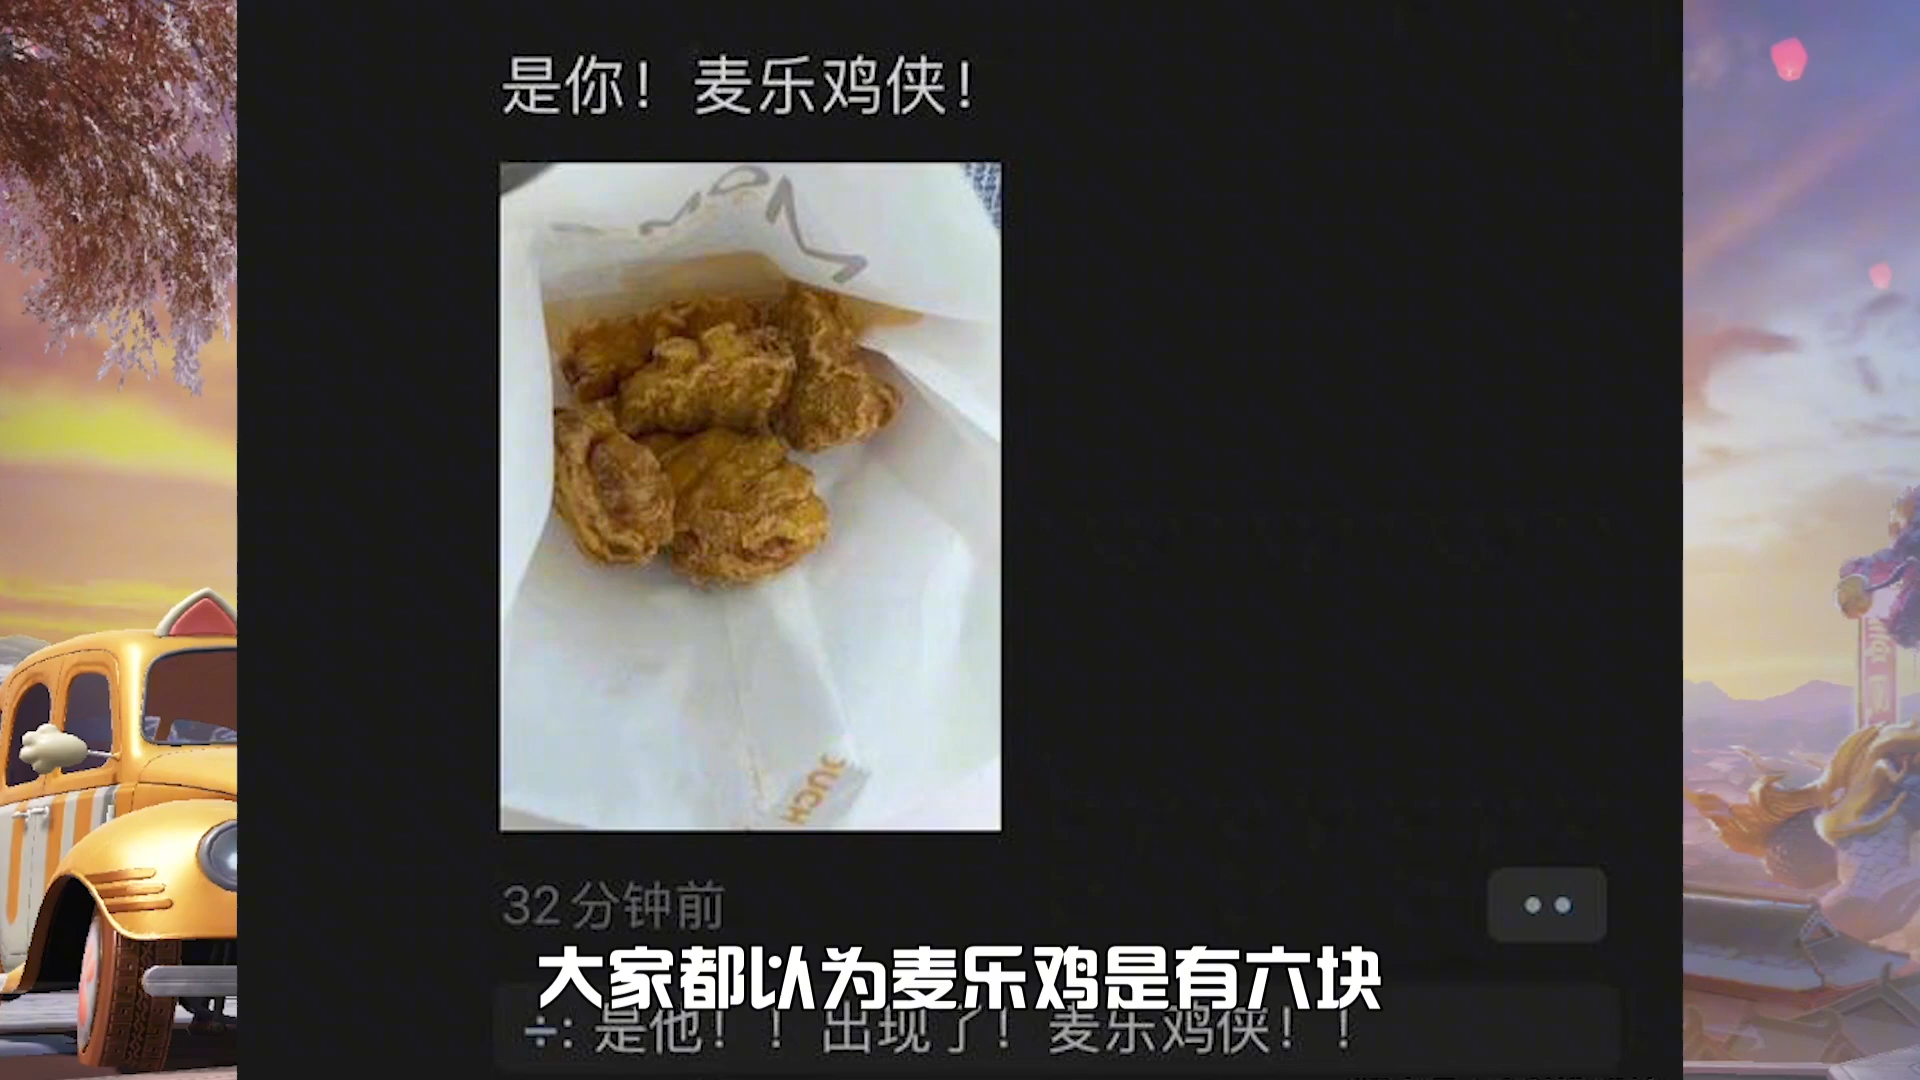 是你！麦乐鸡侠！
32分钟前
大家都以为麦乐鸡是有六块
÷: 是他！！出现了！麦乐鸡侠！！